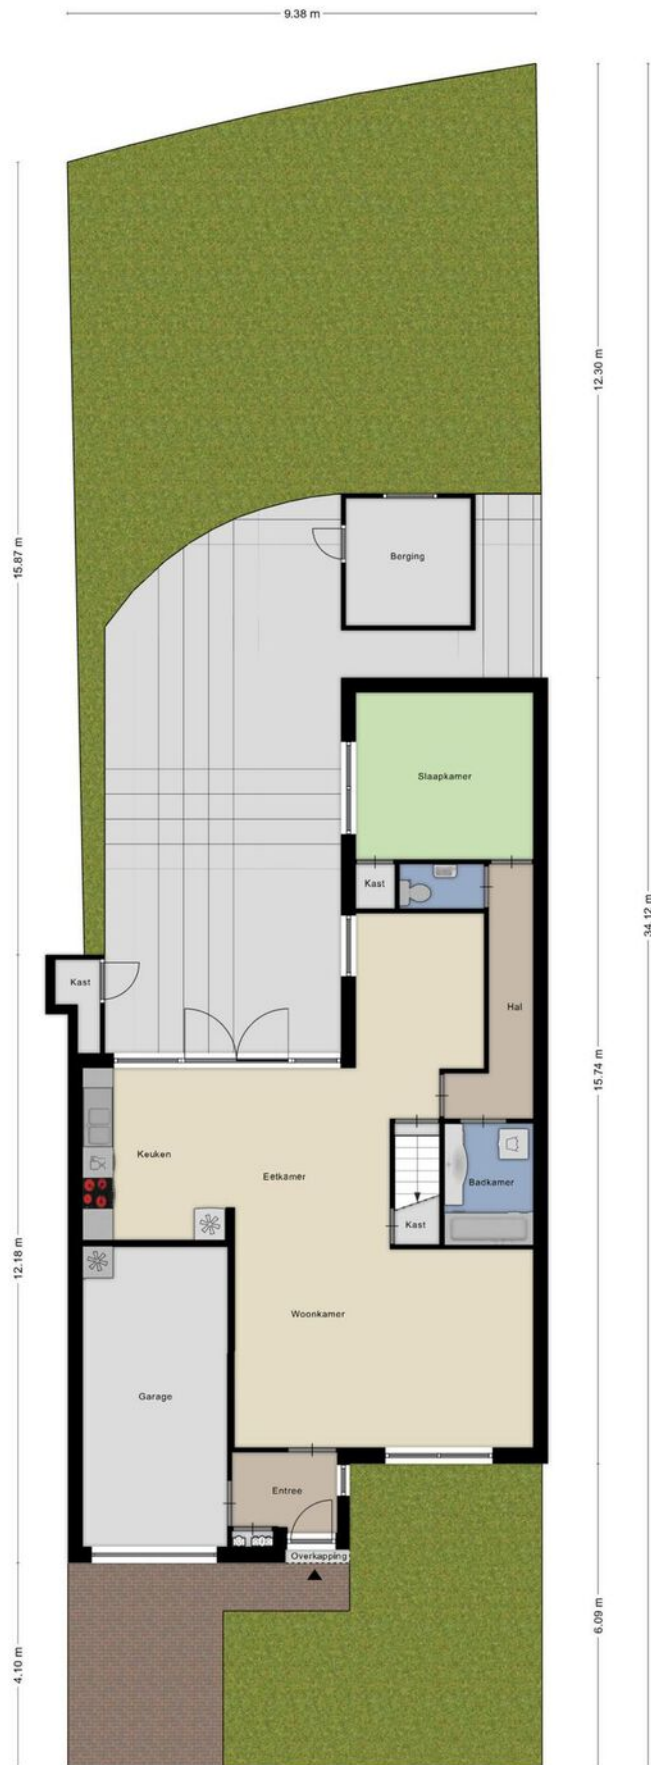 9.38 m
12.30 m
15.87 m
Berging
Slaapkamer
Kast
34.12 m
Kast
Hal
15.74 m
Keuken
Eetkamer
Badkamer
Kast
12.18 m
Woonkamer
Garage
Entree
Overkapping
6.09 m
4.10 m